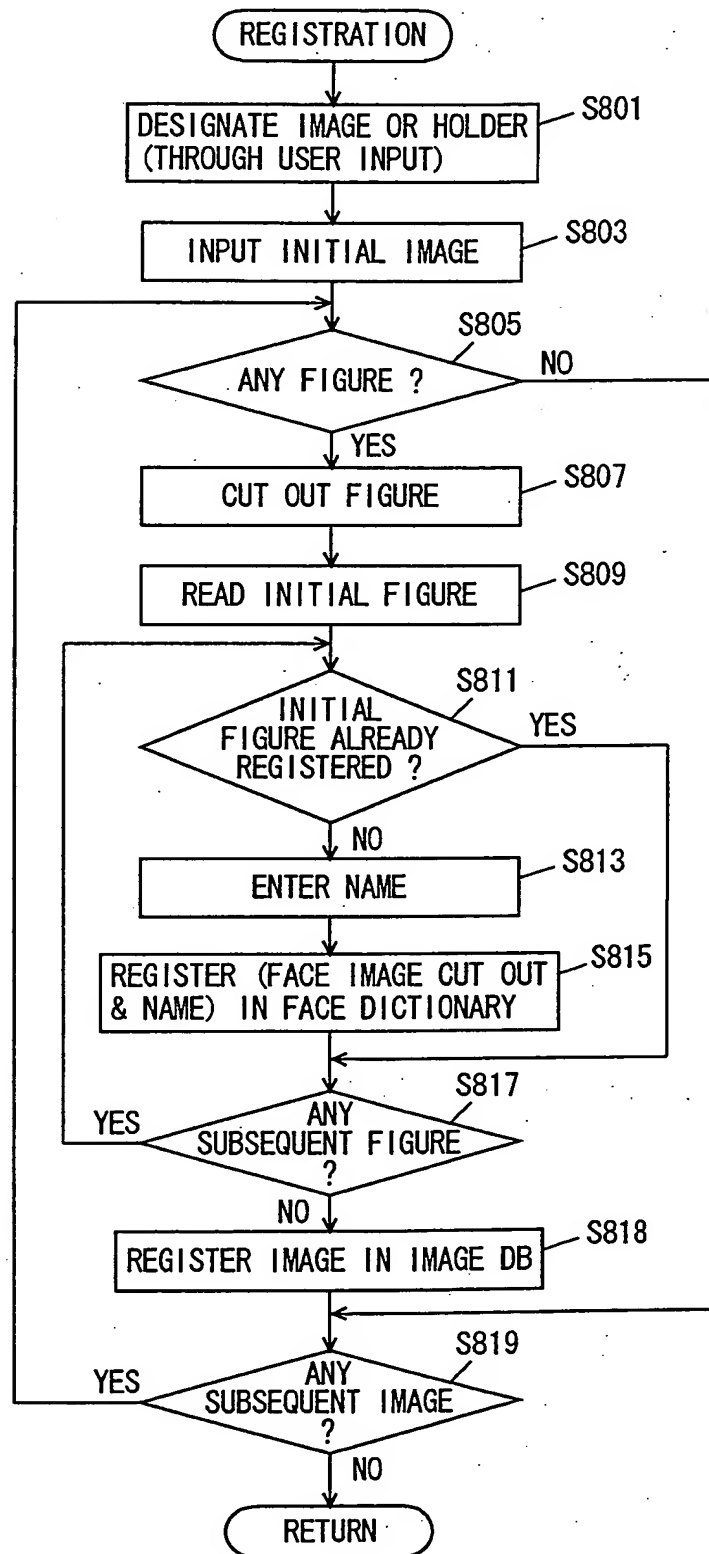 REGISTRATION
S801
DESIGNATE IMAGE OR HOLDER
(THROUGH USER INPUT)
S803
INPUT INITIAL IMAGE
S805
ANY FIGURE ?
NO
YES
S807
CUT OUT FIGURE
S809
READ INITIAL FIGURE
S811
INITIAL
FIGURE ALREADY
REGISTERED ?
YES
NO
S813
ENTER NAME
S815
REGISTER (FACE IMAGE CUT OUT
& NAME) IN FACE DICTIONARY
S817
YES
ANY
SUBSEQUENT FIGURE
?
NO
S818
REGISTER IMAGE IN IMAGE DB
S819
YES
ANY
SUBSEQUENT IMAGE
?
NO
RETURN